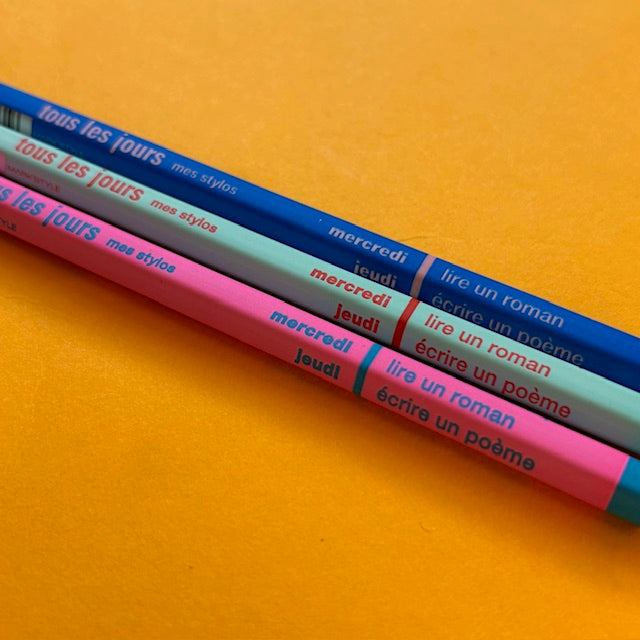 tous les jours mes stylos
mercredi lire un roman
jeudi écrire un poème
tous les jours mes stylos
mercredi lire un roman
jeudi écrire un poème
les jours mes stylos
mercredi lire un roman
jeudi écrire un poème